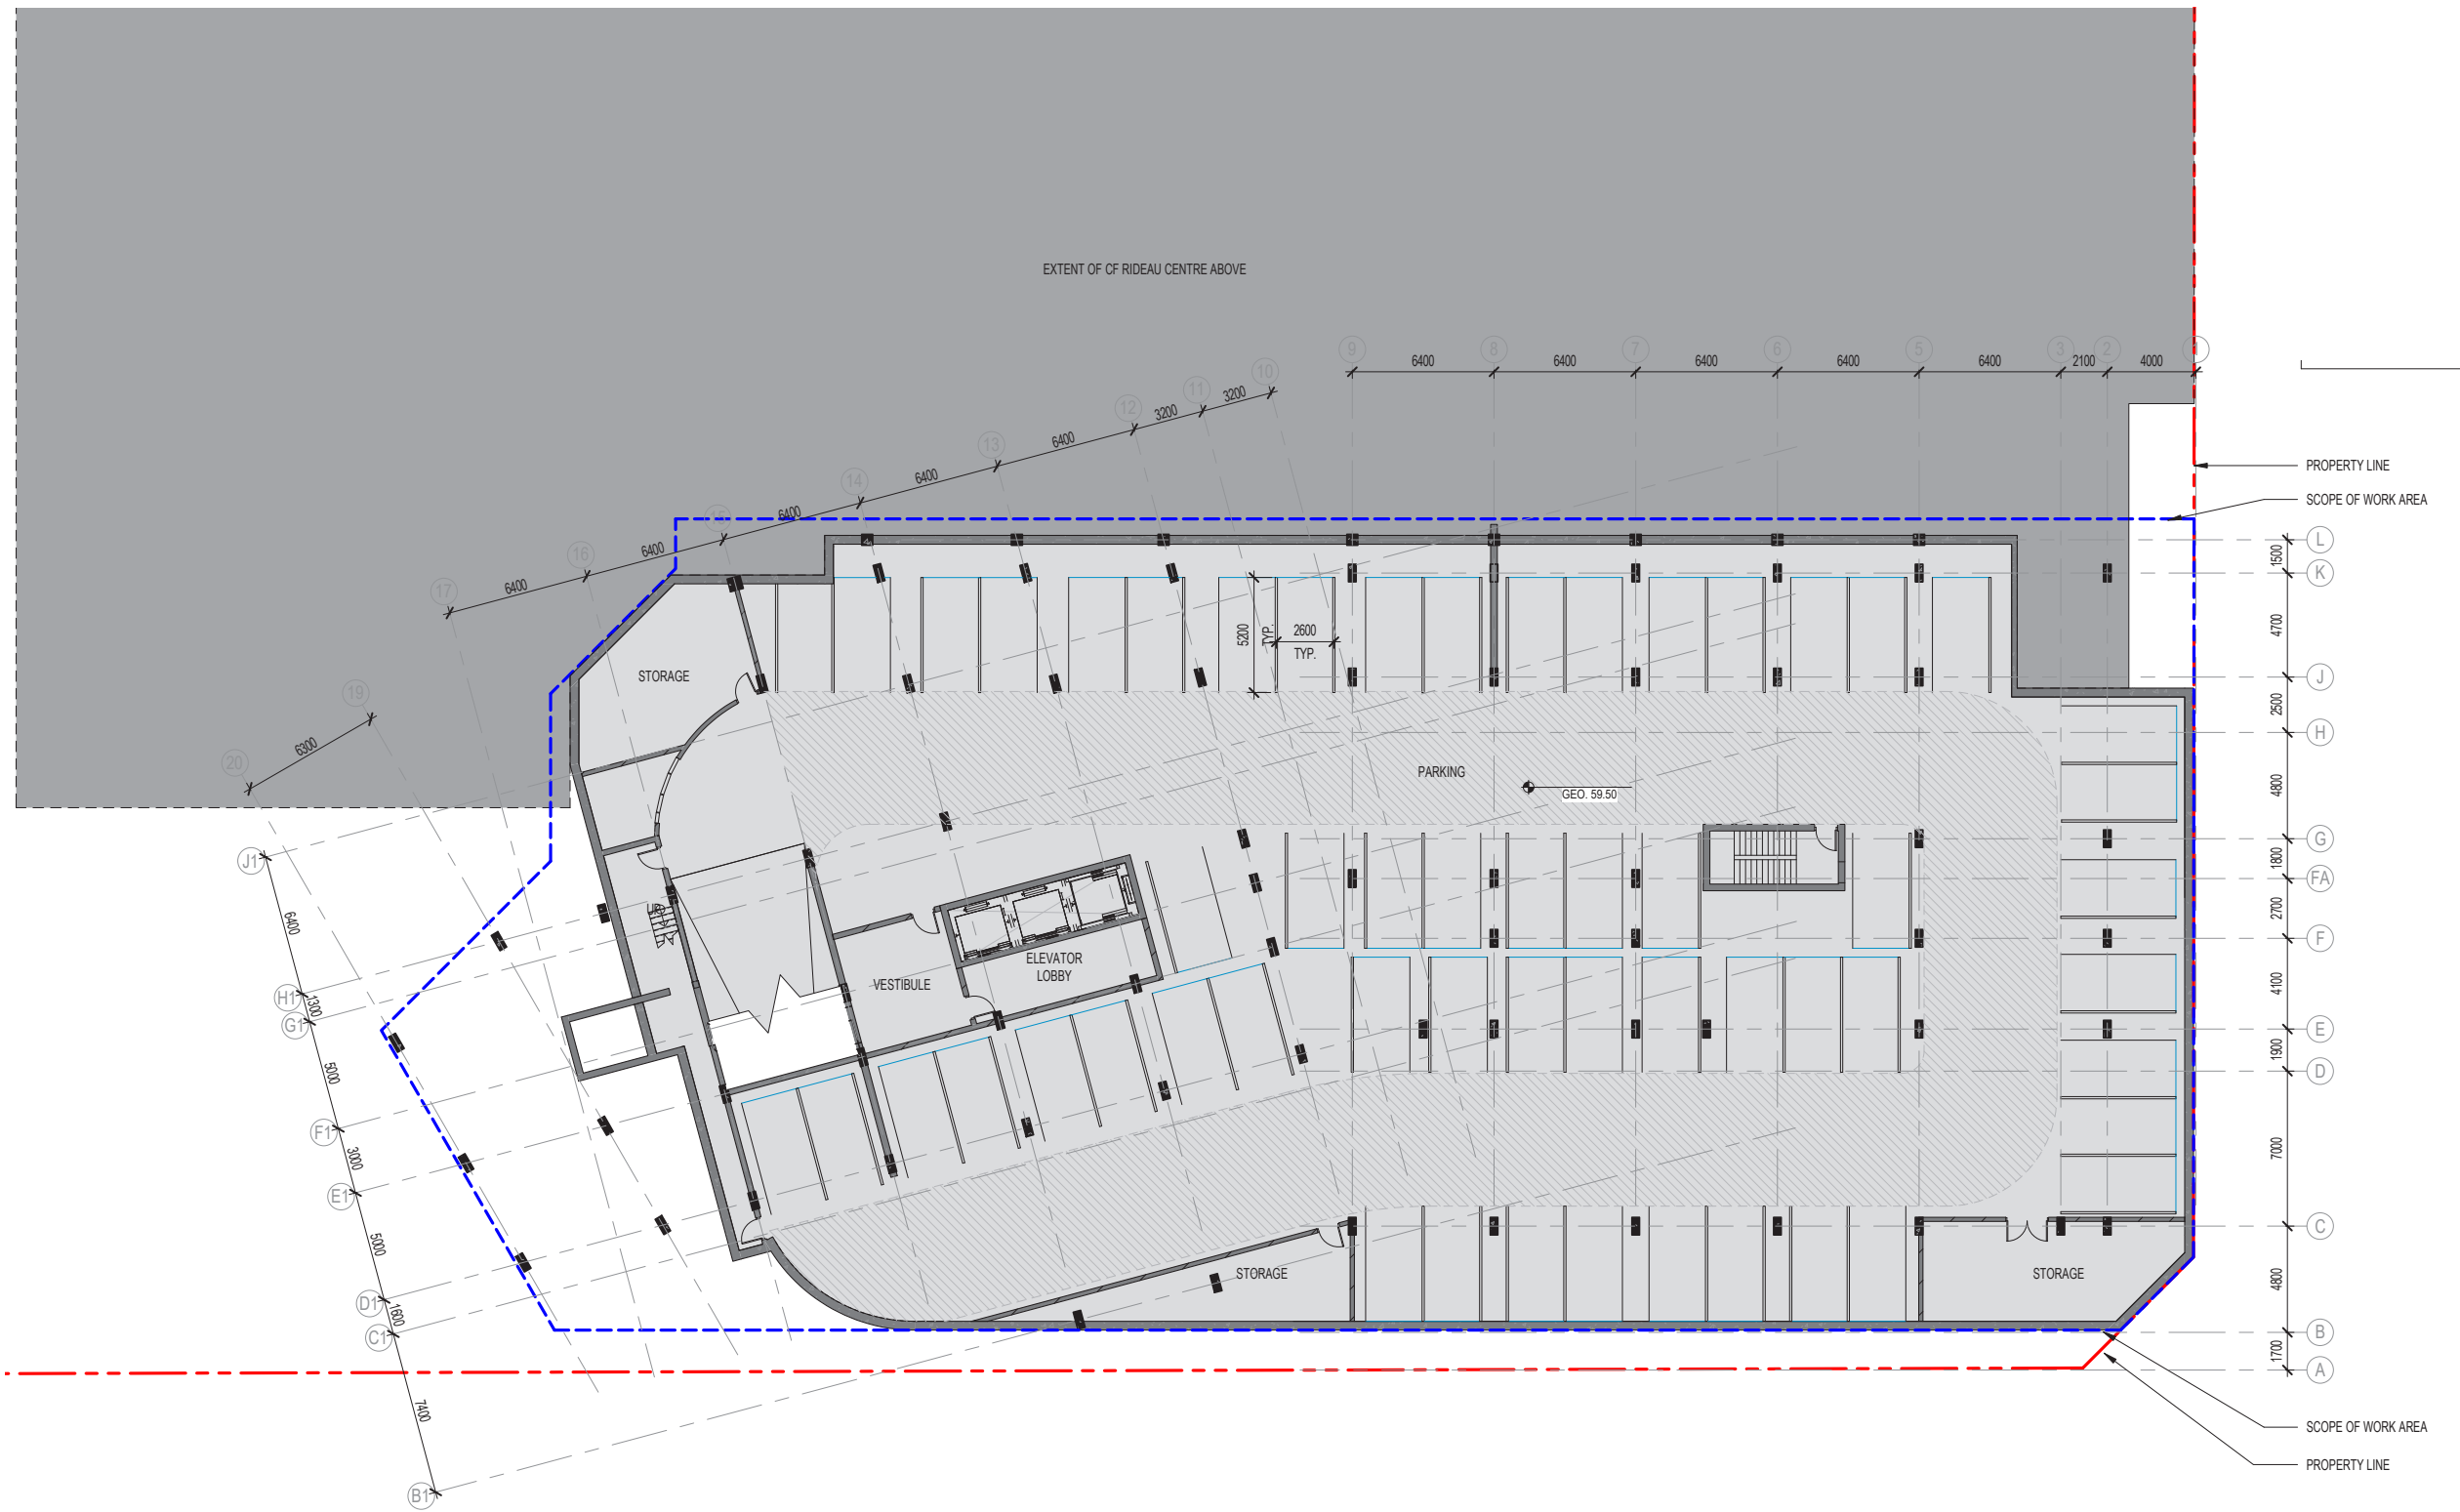 EXTENT OF CF RIDEAU CENTRE ABOVE
9
8
7
6
5
3
2
1
6400
6400
6400
6400
6400
2100
4000
10
11
12
13
14
15
16
17
19
20
3200
3200
6400
6400
6400
6400
6400
6300
PROPERTY LINE
SCOPE OF WORK AREA
L
K
J
H
G
FA
F
E
D
C
B
A
1500
4700
2500
4800
1800
2700
4100
1900
7000
4800
1700
STORAGE
5200
TYP.
2600
TYP.
PARKING
GEO. 59.50
UP
VESTIBULE
ELEVATOR
LOBBY
STORAGE
STORAGE
J1
H1
G1
F1
E1
D1
C1
B1
6400
1300
5000
3000
5000
1600
7400
SCOPE OF WORK AREA
PROPERTY LINE